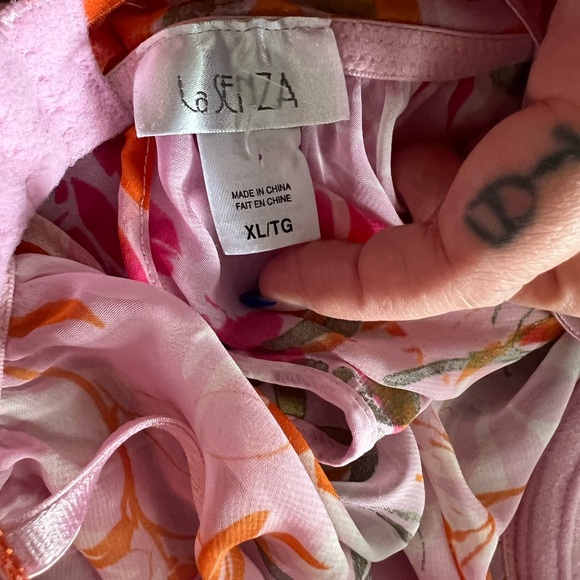 La SENZA
MADE IN CHINA
FAIT EN CHINE
XL/TG